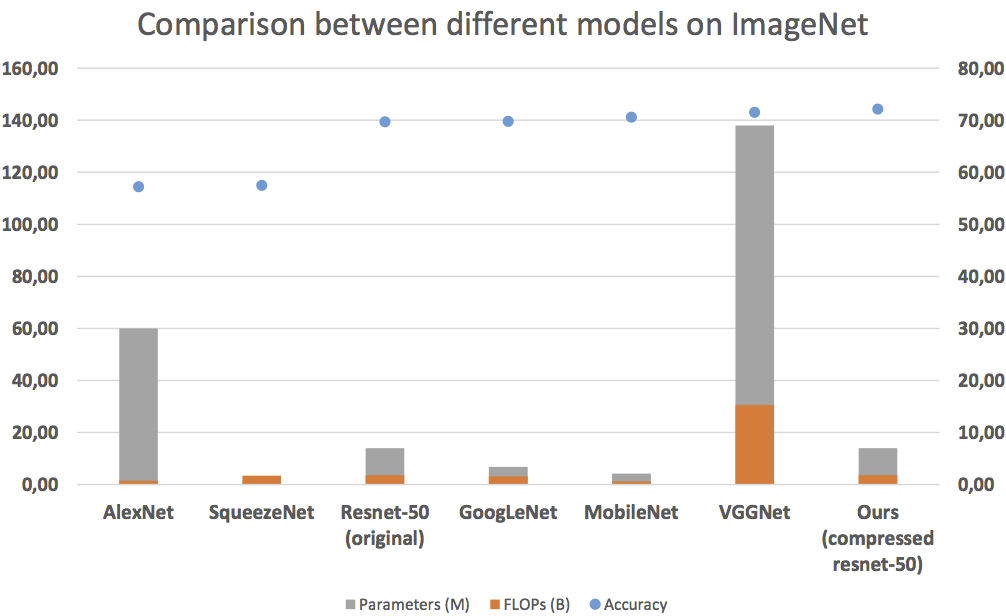 Comparison between different models on ImageNet
160,00 80,00
140,00 70,00
120,00 60,00
100,00 50,00
80,00 40,00
60,00 30,00
40,00 20,00
20,00 10,00
0,00 0,00
AlexNet SqueezeNet Resnet-50 GoogLeNet MobileNet VGGNet Ours
(original) (compressed
resnet-50)
Parameters (M) FLOPs (B) Accuracy